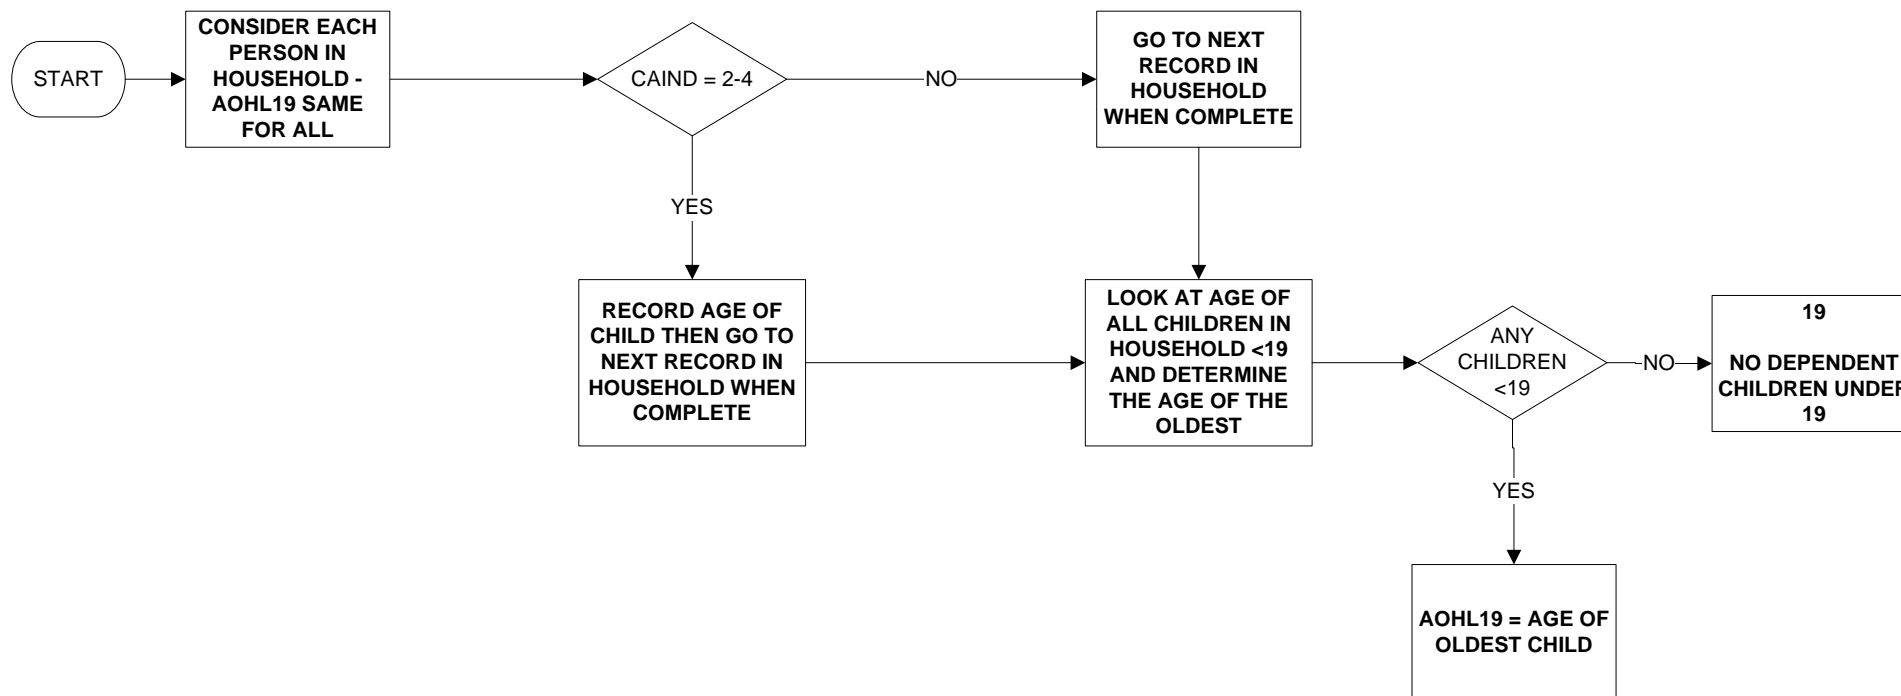 START
CONSIDER EACH
PERSON IN
HOUSEHOLD -
AOHL19 SAME
FOR ALL
CAIND = 2-4
NO
GO TO NEXT
RECORD IN
HOUSEHOLD
WHEN COMPLETE
YES
RECORD AGE OF
CHILD THEN GO TO
NEXT RECORD IN
HOUSEHOLD WHEN
COMPLETE
LOOK AT AGE OF
ALL CHILDREN IN
HOUSEHOLD <19
AND DETERMINE
THE AGE OF THE
OLDEST
ANY
CHILDREN
<19
NO
19
NO DEPENDENT
CHILDREN UNDER
19
YES
AOHL19 = AGE OF
OLDEST CHILD